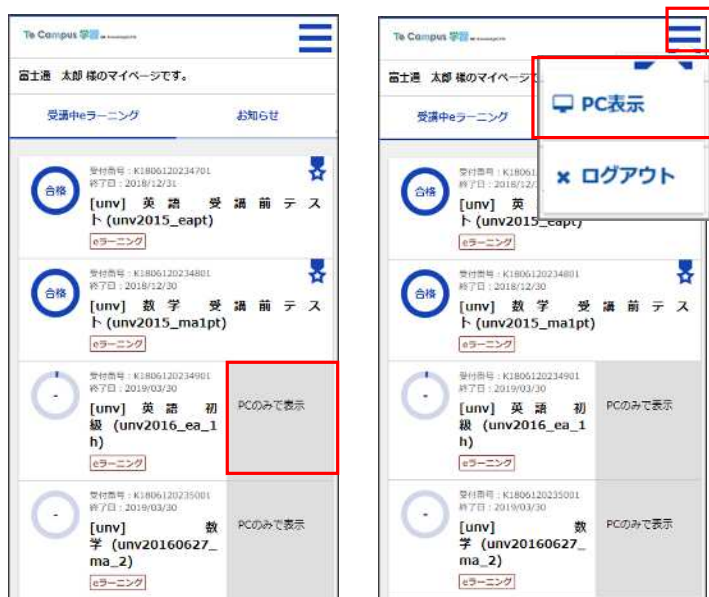 Te Campus 学習
富士通 太郎 様のマイページです。
受講中eラーニング
お知らせ
合格
受付番号:K1806120234701
終了日:2018/12/31
[unv] 英語 受講前テス
ト(unv2015_eapt)
eラーニング
合格
受付番号:K1806120234801
終了日:2018/12/30
[unv] 数学 受講前テス
ト(unv2015_ma1pt)
eラーニング
-
受付番号:K1806120234901
終了日:2019/03/30
[unv] 英語 初
級 (unv2016_ea_1
h)
eラーニング
PCのみで表示
-
受付番号:K1806120235001
終了日:2019/03/30
[unv] 数
学 (unv20160627_
ma_2)
eラーニング
PCのみで表示
Te Campus 学習
富士通 太郎 様のマイページ
受講中eラーニング
PC表示
× ログアウト
合格
受付番号:K18061
終了日:2018/12/
[unv] 英
ト(unv2015_eapt)
eラーニング
合格
受付番号:K1806120234801
終了日:2018/12/30
[unv] 数学 受講前テス
ト(unv2015_ma1pt)
eラーニング
-
受付番号:K1806120234901
終了日:2019/03/30
[unv] 英語 初
級 (unv2016_ea_1
h)
eラーニング
PCのみで表示
-
受付番号:K1806120235001
終了日:2019/03/30
[unv] 数
学 (unv20160627_
ma_2)
eラーニング
PCのみで表示